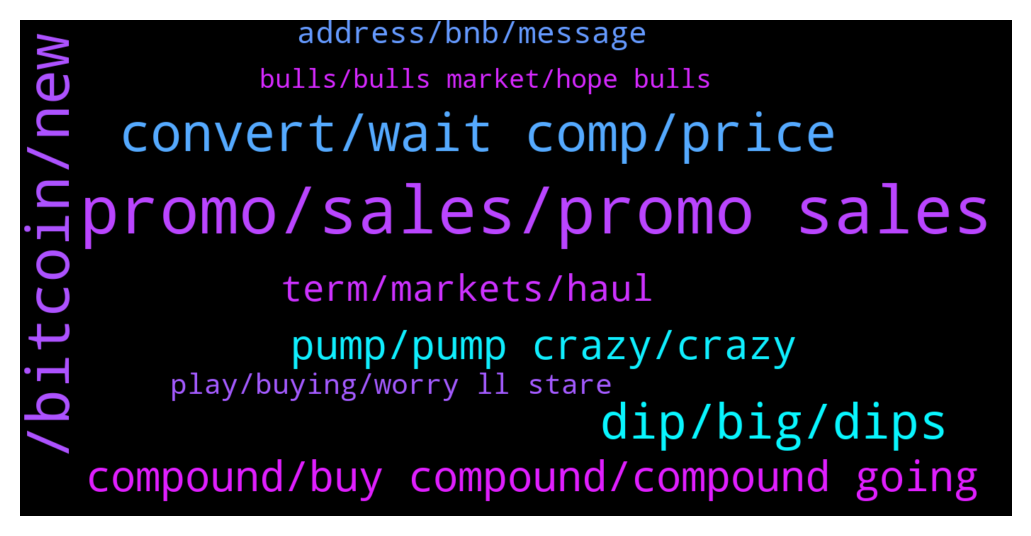 address/bnb/message
bulls/bulls market/hope bulls
convert/wait comp/price
promo/sales/promo sales
/bitcoin/new
term/markets/haul
pump/pump crazy/crazy
play/buying/worry ll stare
dip/big/dips
compound/buy compound/compound going